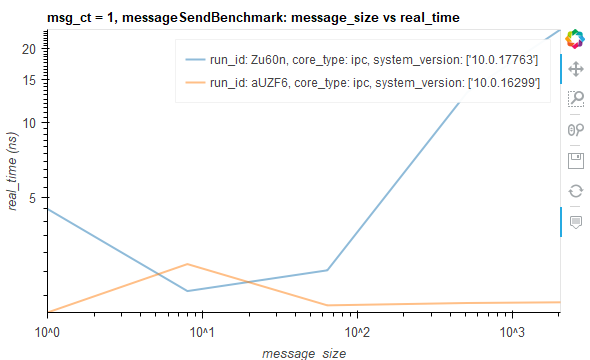 msg_ct = 1, messageSendBenchmark: message_size vs real_time
run_id: Zu60n, core_type: ipc, system_version: ['10.0.17763']
run_id: aUZF6, core_type: ipc, system_version: ['10.0.16299']
real_time (ns)
20
15
10
5
10^0
10^1
10^2
10^3
message_size